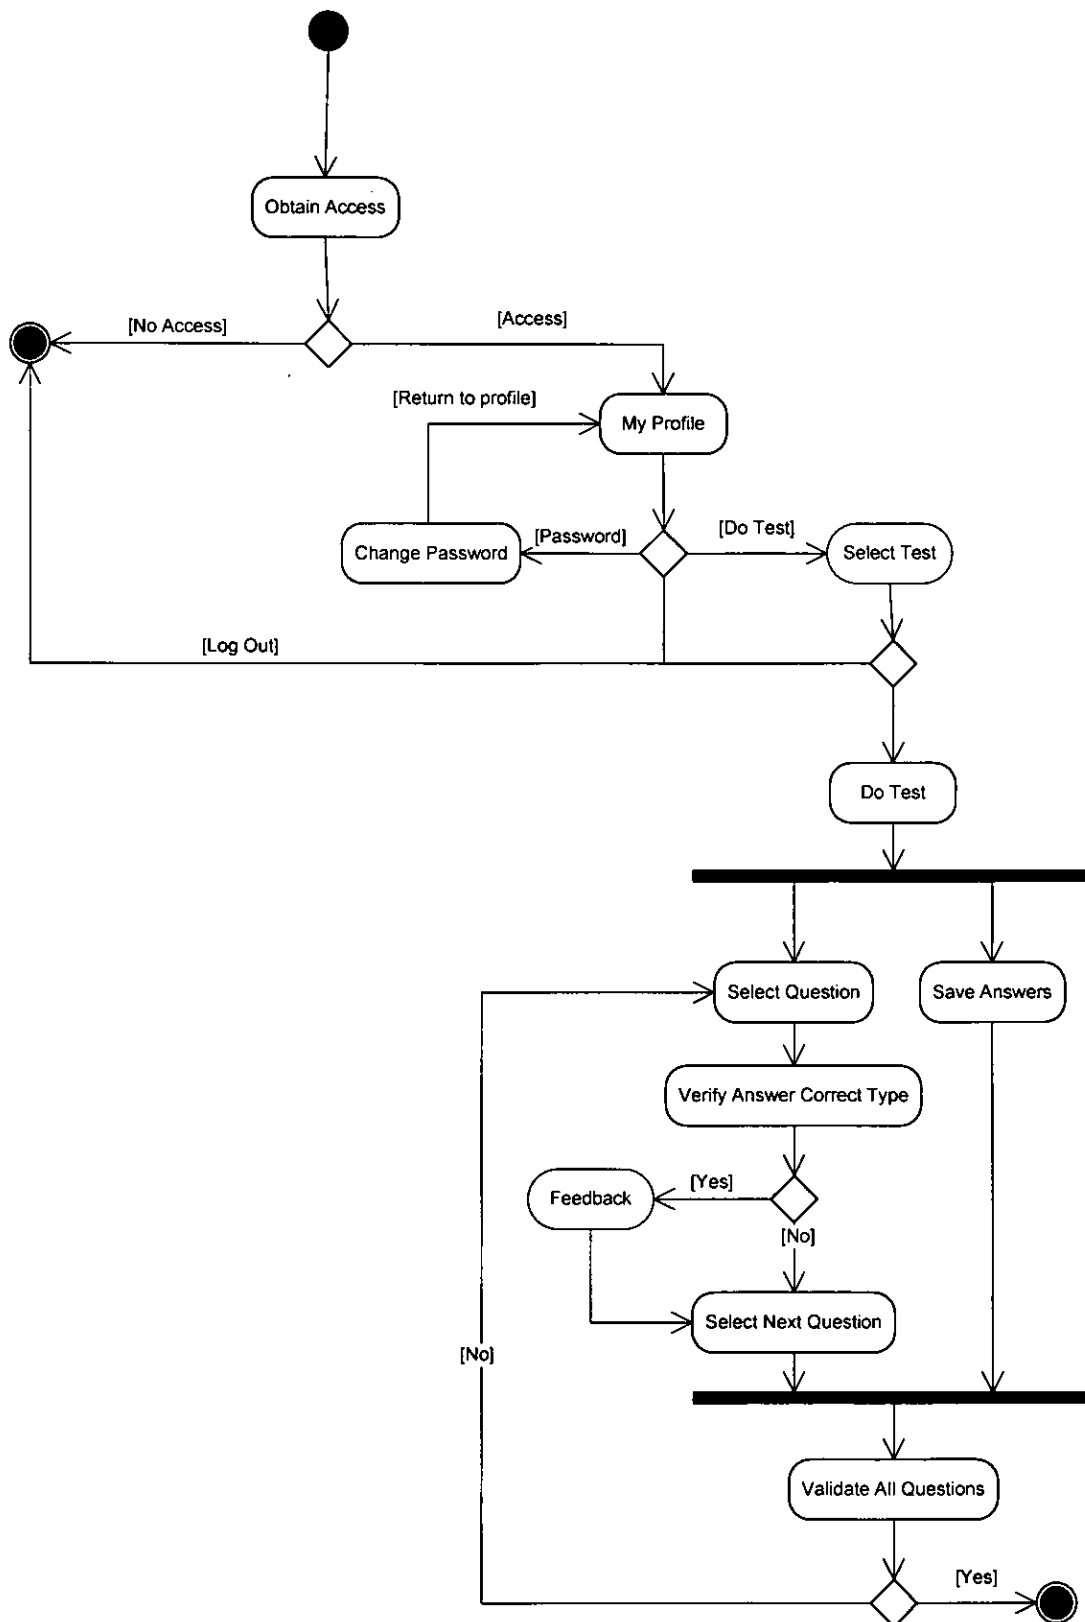 Obtain Access
[No Access]
[Access]
[Return to profile]
My Profile
Change Password
[Password]
[Do Test]
Select Test
[Log Out]
Do Test
Select Question
Save Answers
Verify Answer Correct Type
Feedback
[Yes]
[No]
Select Next Question
[No]
Validate All Questions
[Yes]